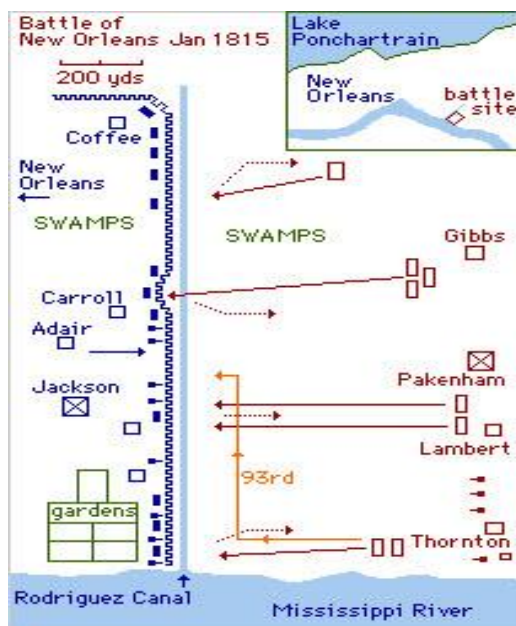 Battle of
New Orleans Jan 1815
200 yds
Lake
Ponchartrain
New
Orleans
battle
site
Coffee
New
Orleans
SWAMPS
SWAMPS
Gibbs
Carroll
Adair
Jackson
Pakenham
Lambert
93rd
gardens
Thornton
Rodriguez Canal
Mississippi River